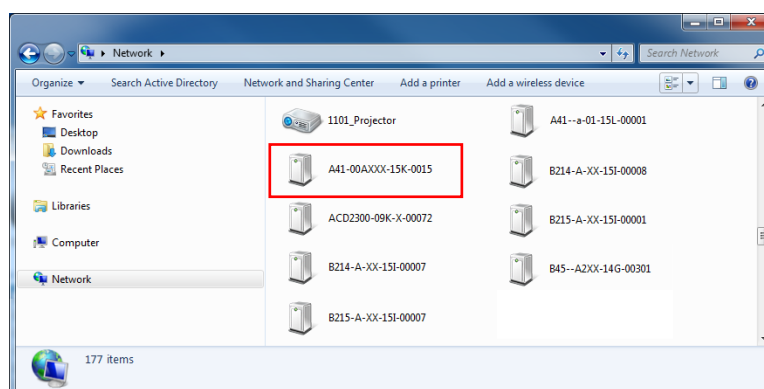 Network
Search Network
Organize
Search Active Directory
Network and Sharing Center
Add a printer
Add a wireless device
Favorites
Desktop
Downloads
Recent Places
Libraries
Computer
Network
1101_Projector
A41-00AXXX-15K-0015
ACD2300-09K-X-00072
B214-A-XX-15I-00007
B215-A-XX-15I-00007
A41--a-01-15L-00001
B214-A-XX-15I-00008
B215-A-XX-15I-00001
B45--A2XX-14G-00301
177 items